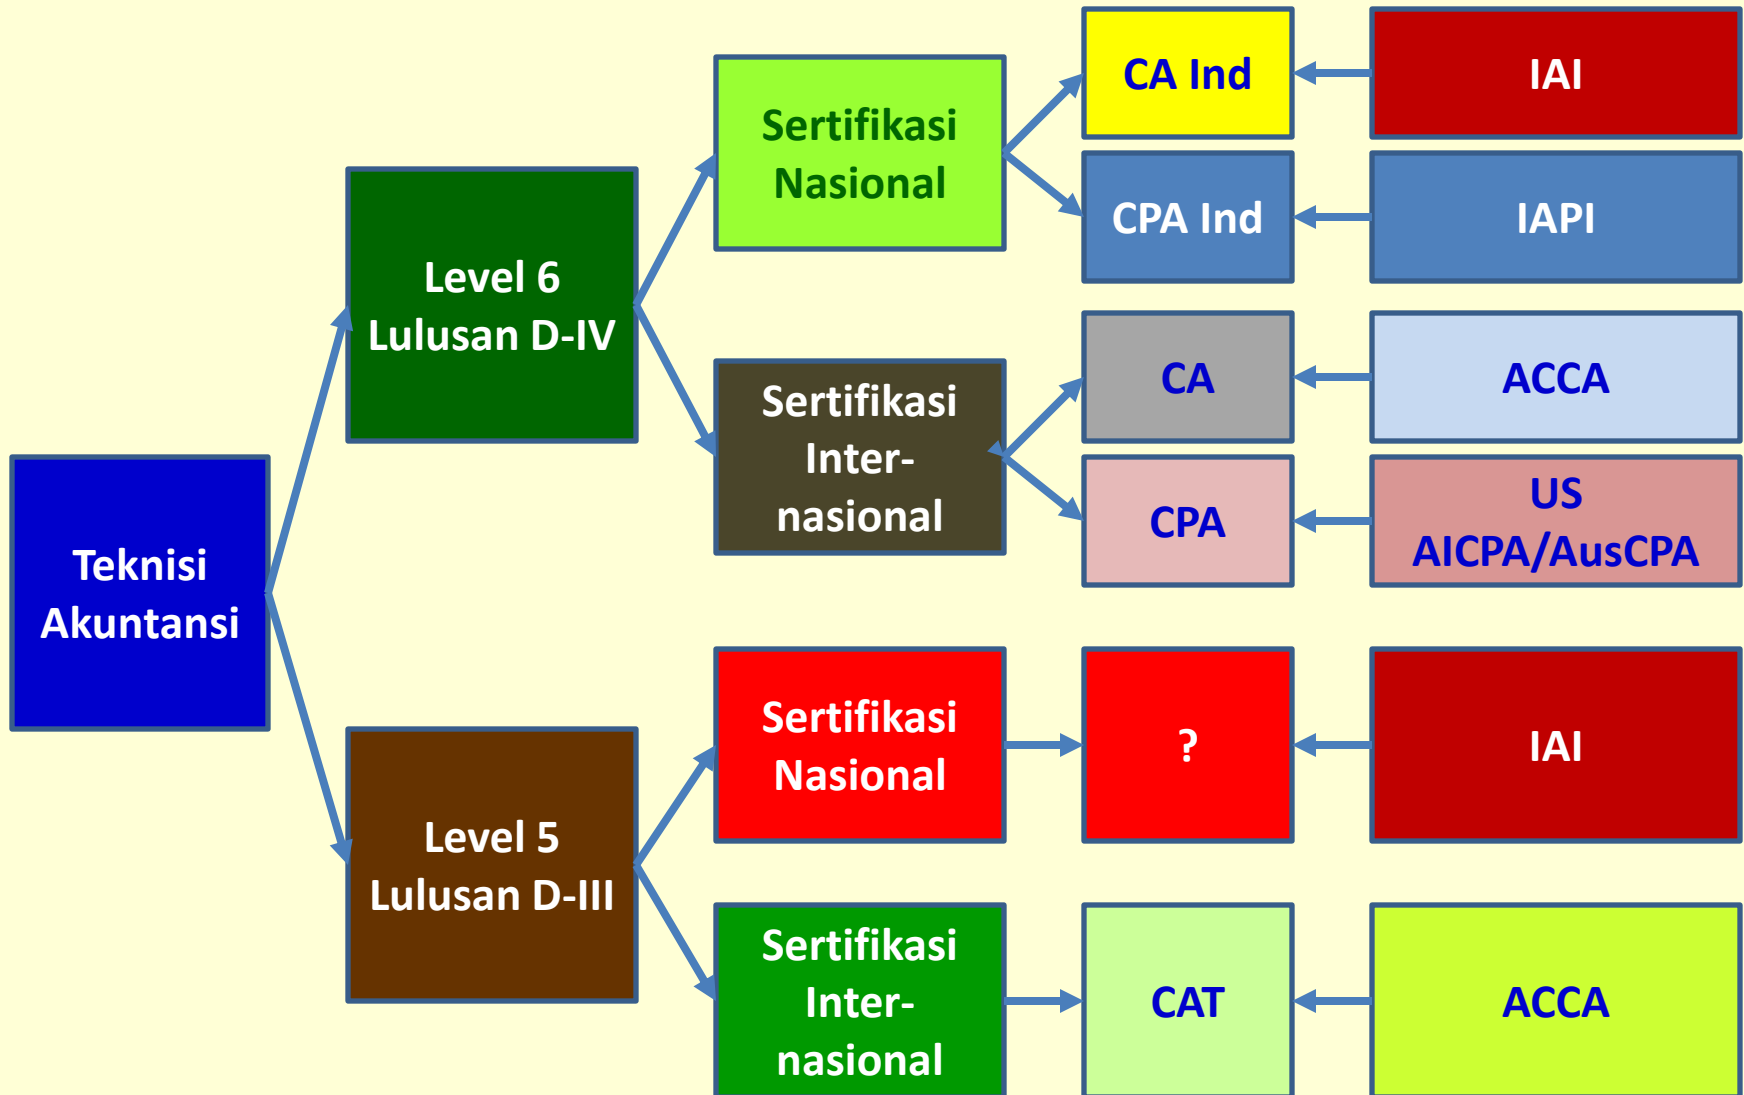 Teknisi
Akuntansi
Level 6
Lulusan D-IV
Level 5
Lulusan D-III
Sertifikasi
Nasional
Sertifikasi
Inter-
nasional
Sertifikasi
Nasional
Sertifikasi
Inter-
nasional
CA Ind
CPA Ind
CA
CPA
?
CAT
IAI
IAPI
ACCA
US
AICPA/AusCPA
IAI
ACCA